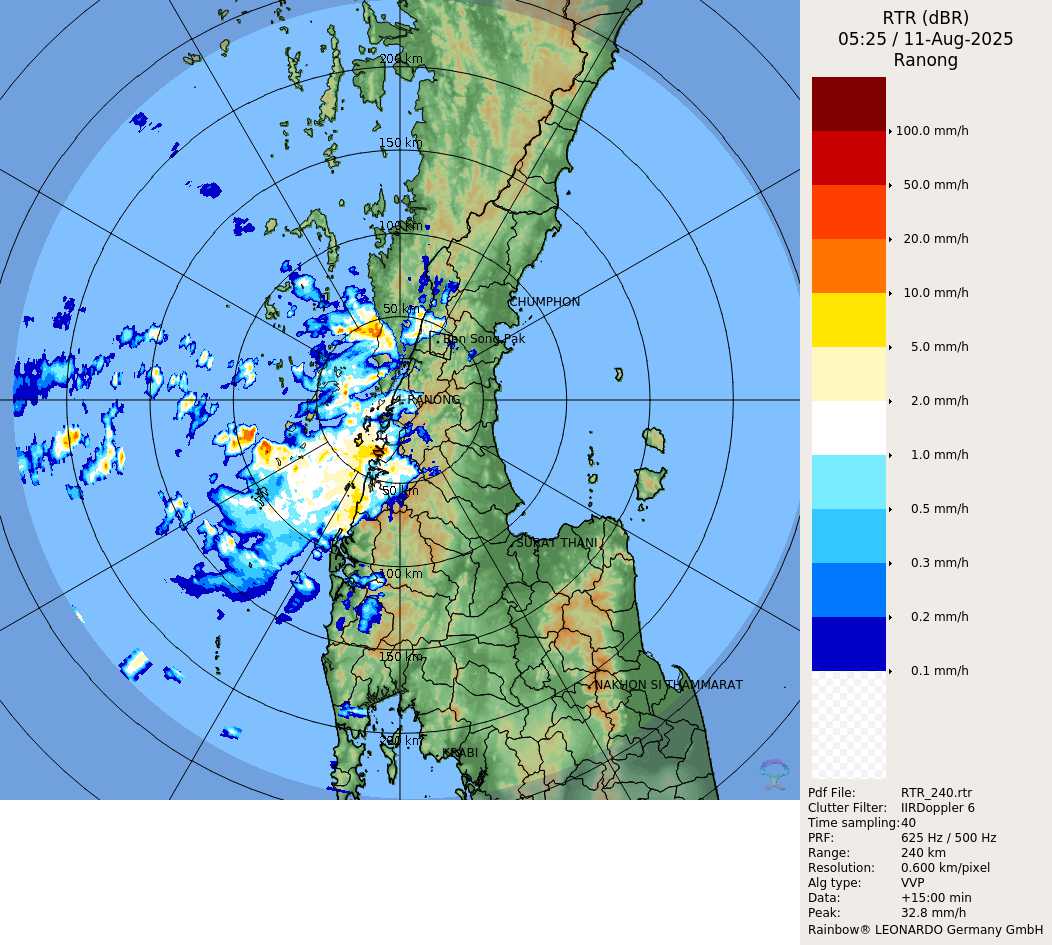 RTR (dBR)
05:25 / 11-Aug-2025
Ranong
100.0 mm/h
50.0 mm/h
20.0 mm/h
10.0 mm/h
5.0 mm/h
2.0 mm/h
1.0 mm/h
0.5 mm/h
0.3 mm/h
0.2 mm/h
0.1 mm/h
Pdf File: RTR_240.rtr
Clutter Filter: IIRDoppler 6
Time sampling: 40
PRF: 625 Hz / 500 Hz
Range: 240 km
Resolution: 0.600 km/pixel
Alg type: VVP
Data: +15:00 min
Peak: 32.8 mm/h
Rainbow® LEONARDO Germany GmbH
200 km
150 km
100 km
50 km
CHUMPHON
Ban Song Pak
RANONG
50 km
SURAT THANI
100 km
150 km
NAKHON SI THAMMARAT
200 km
KRABI